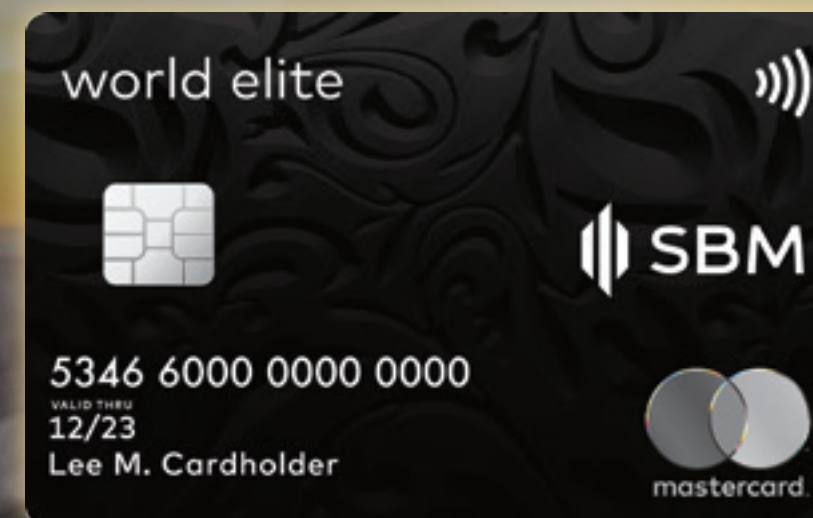 world elite
SBM
5346 6000 0000 0000
VALID THRU
12/23
Lee M. Cardholder
mastercard.